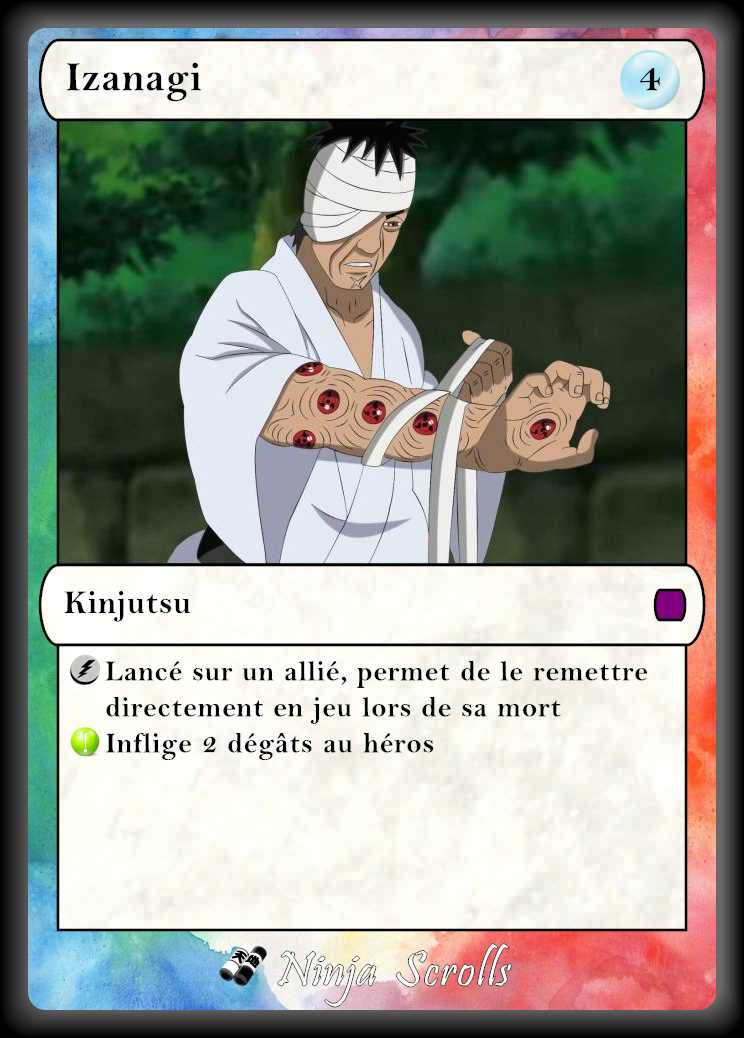 Izanagi
4
Kinjutsu
Lancé sur un allié, permet de le remettre
directement en jeu lors de sa mort
Inflige 2 dégâts au héros
Ninja Scrolls